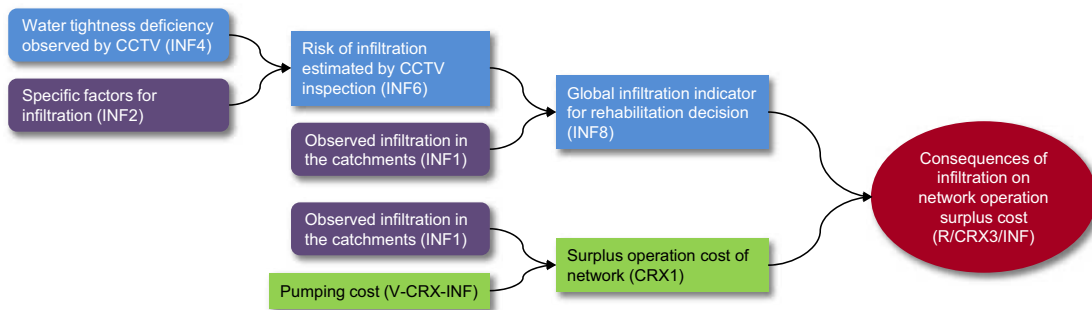 Water tightness deficiency
observed by CCTV (INF4)
Specific factors for
infiltration (INF2)
Risk of infiltration
estimated by CCTV
inspection (INF6)
Observed infiltration in
the catchments (INF1)
Global infiltration indicator
for rehabilitation decision
(INF8)
Observed infiltration in
the catchments (INF1)
Pumping cost (V-CRX-INF)
Surplus operation cost of
network (CRX1)
Consequences of
infiltration on
network operation
surplus cost
(R/CRX3/INF)